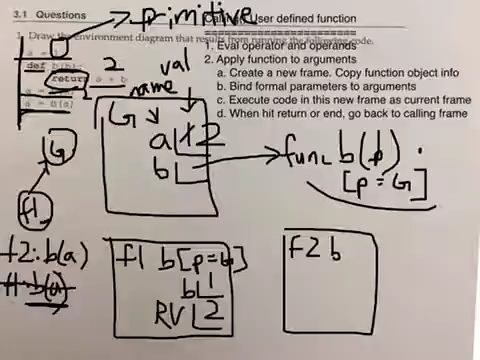 3.1 Questions
primitive
Calling user defined function
1. Draw the environment diagram that results from running the following code.
1. Eval operator and operands
2. Apply function to arguments
a. Create a new frame. Copy function object info
b. Bind formal parameters to arguments
c. Execute code in this new frame as current frame
d. When hit return or end, go back to calling frame
a =
def b(b):
return a + b
2
a = b(a)
name
val
G
a 2
b
func b(b)
[p = G]
G
f1
f2: b(a)
f1: b(a)
f1 b [p=G]
b 1
RV 2
f2 b